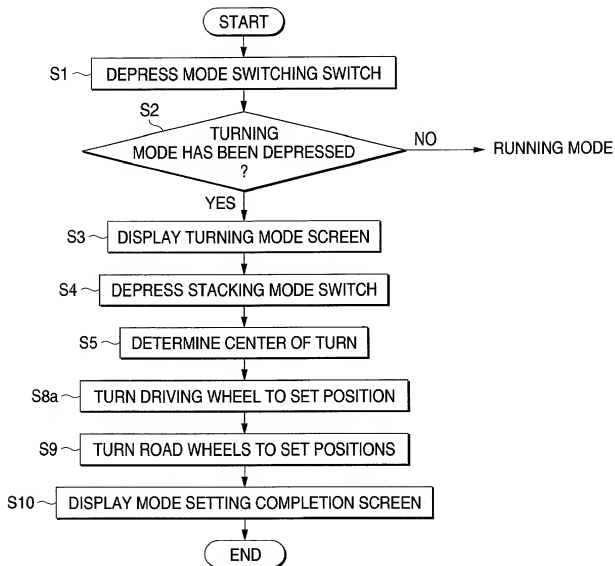 START
S1 DEPRESS MODE SWITCHING SWITCH
S2
TURNING
MODE HAS BEEN DEPRESSED
?
NO
RUNNING MODE
YES
S3 DISPLAY TURNING MODE SCREEN
S4 DEPRESS STACKING MODE SWITCH
S5 DETERMINE CENTER OF TURN
S8a TURN DRIVING WHEEL TO SET POSITION
S9 TURN ROAD WHEELS TO SET POSITIONS
S10 DISPLAY MODE SETTING COMPLETION SCREEN
END